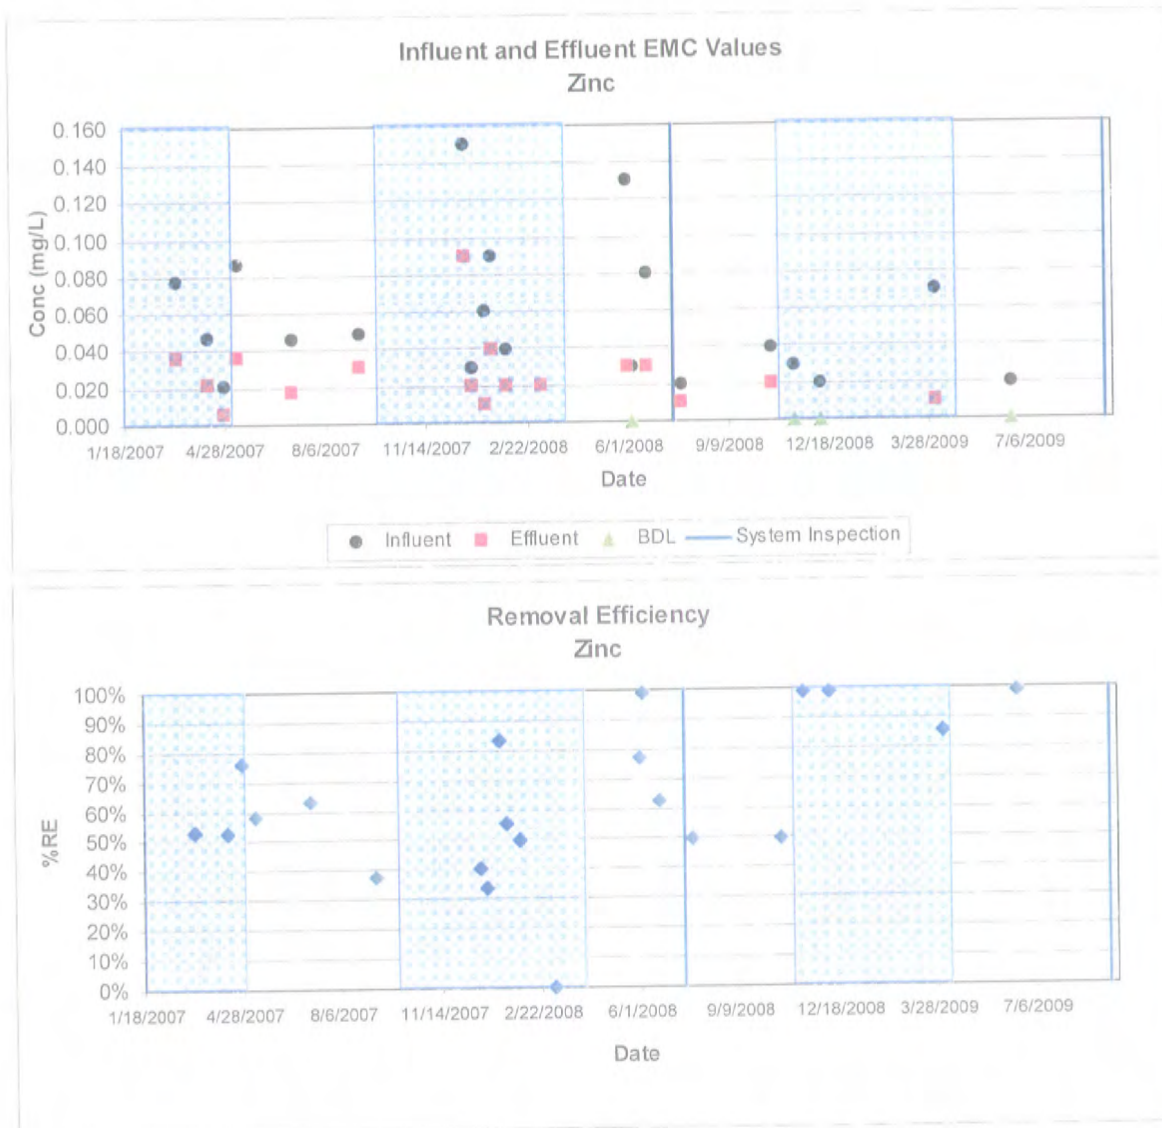 Influent and Effluent EMC Values
Zinc
0.160
0.140
0.120
0.100
0.080
0.060
0.040
0.020
0.000
Conc (mg/L)
1/18/2007 4/28/2007 8/6/2007 11/14/2007 2/22/2008 6/1/2008 9/9/2008 12/18/2008 3/28/2009 7/6/2009
Date
Influent Effluent BDL System Inspection
Removal Efficiency
Zinc
100%
90%
80%
70%
60%
50%
40%
30%
20%
10%
0%
%RE
1/18/2007 4/28/2007 8/6/2007 11/14/2007 2/22/2008 6/1/2008 9/9/2008 12/18/2008 3/28/2009 7/6/2009
Date